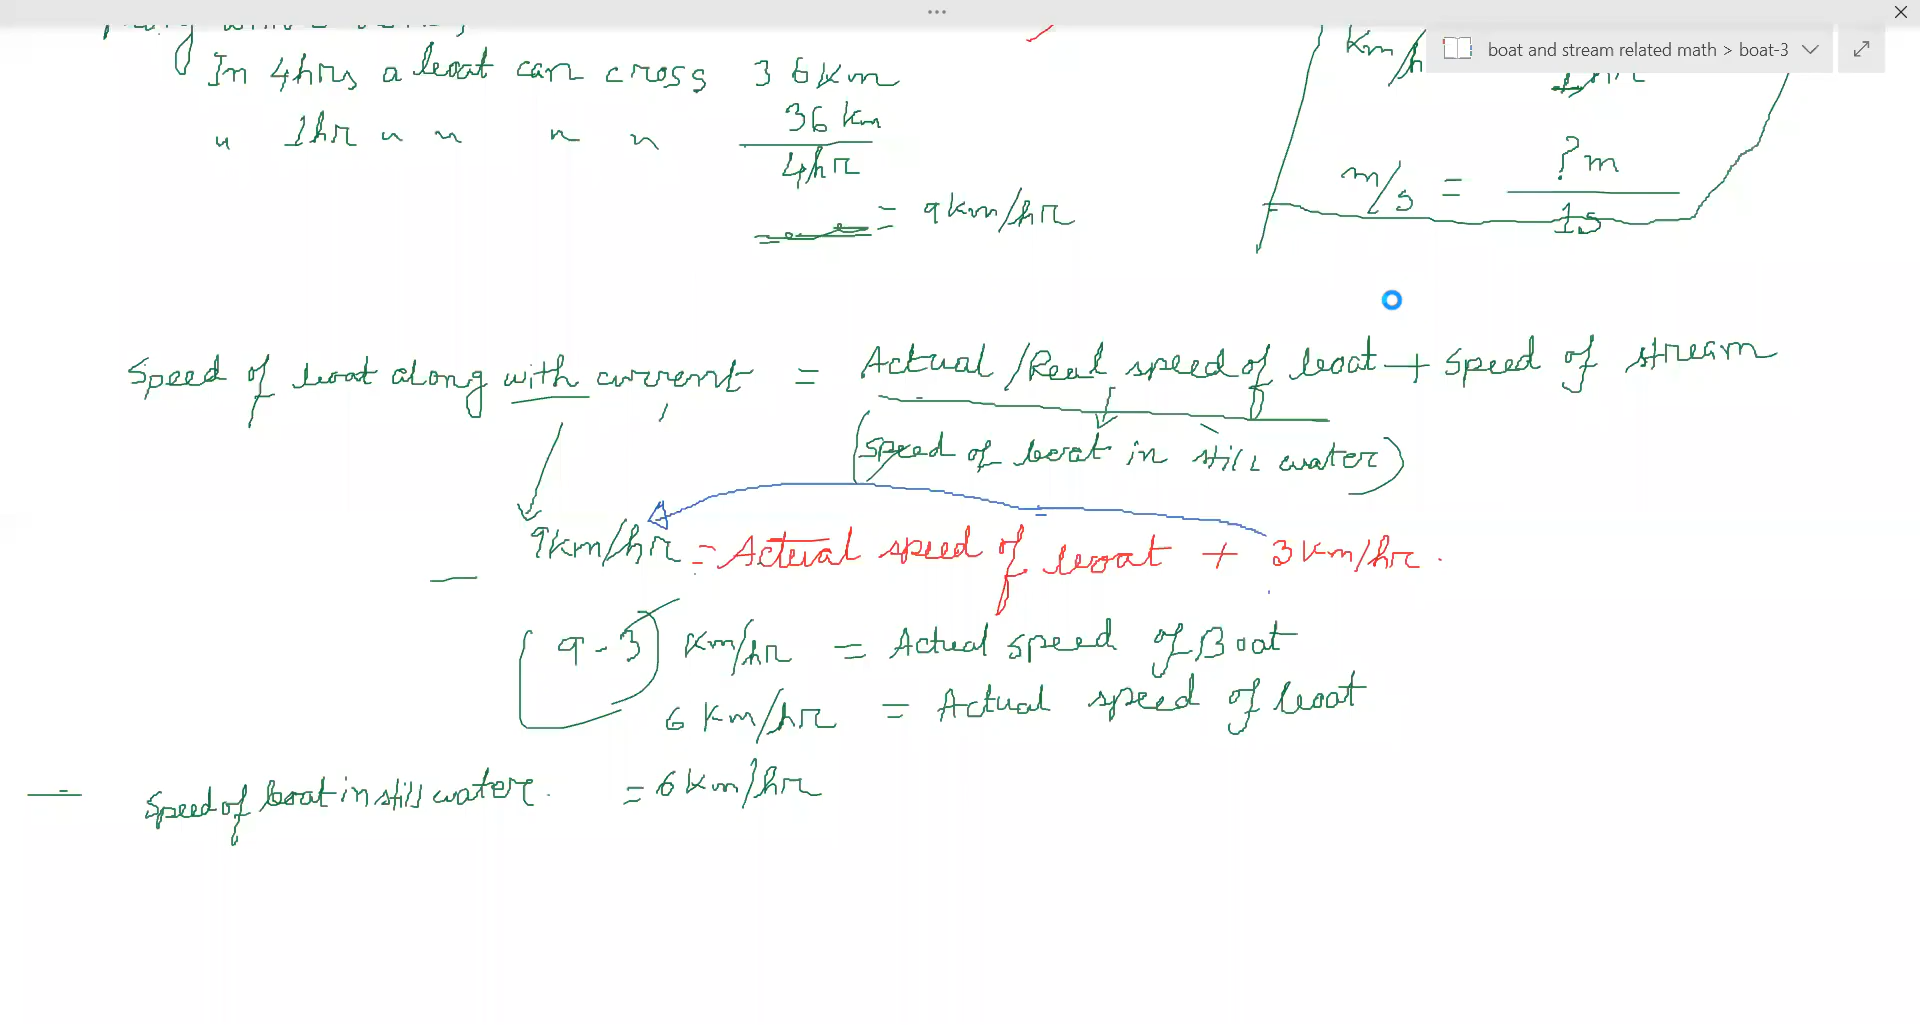 boat and stream related math > boat-3
In 4hrs a boat can cross 36km
" 1hr " " " " 36 km / 4hr
= 9km/hr
km/h
1 hr
m/s = ? m / 1s
Speed of boat along with current = Actual /Real speed of boat + Speed of stream
(speed of boat in still water)
9km/hr = Actual speed of boat + 3km/hr.
9 - 3) km/hr = Actual speed of Boat
6 km/hr = Actual speed of boat
Speed of boat in still water. = 6km/hr